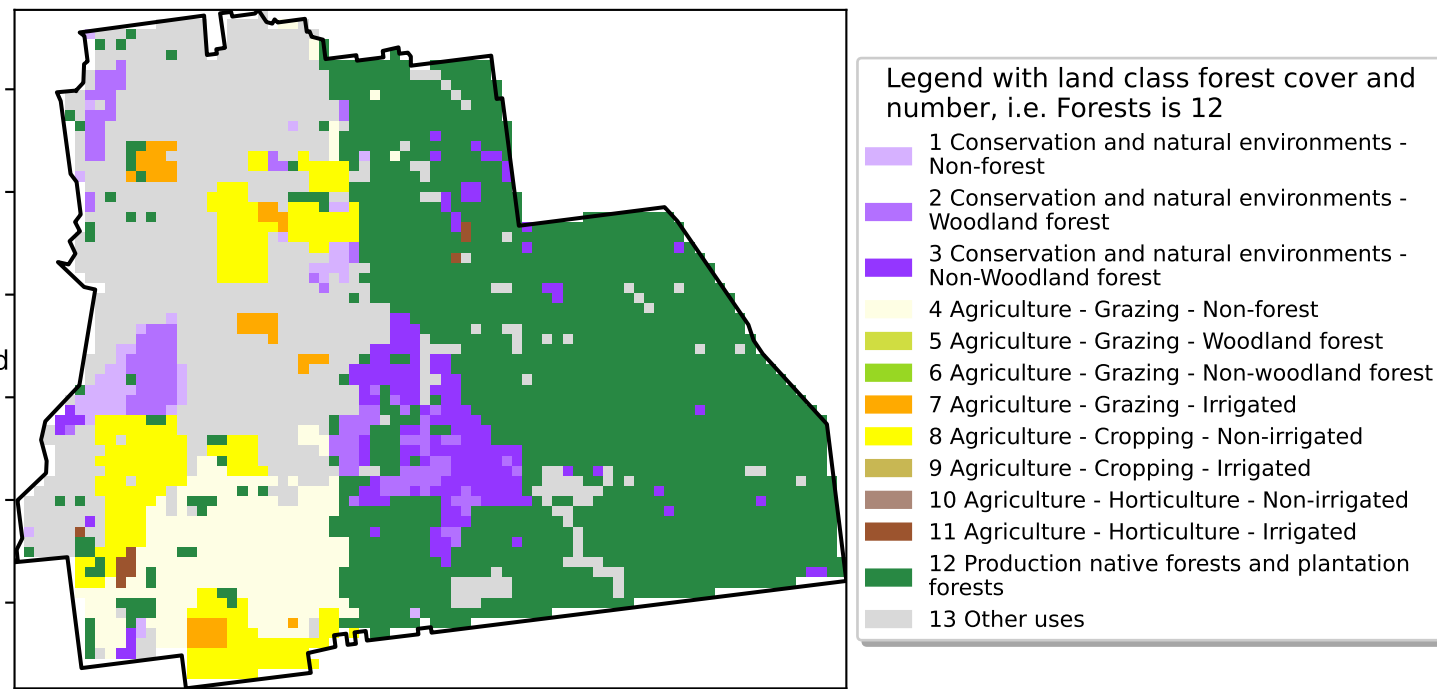 d
Legend with land class forest cover and
number, i.e. Forests is 12
1 Conservation and natural environments -
Non-forest
2 Conservation and natural environments -
Woodland forest
3 Conservation and natural environments -
Non-Woodland forest
4 Agriculture - Grazing - Non-forest
5 Agriculture - Grazing - Woodland forest
6 Agriculture - Grazing - Non-woodland forest
7 Agriculture - Grazing - Irrigated
8 Agriculture - Cropping - Non-irrigated
9 Agriculture - Cropping - Irrigated
10 Agriculture - Horticulture - Non-irrigated
11 Agriculture - Horticulture - Irrigated
12 Production native forests and plantation
forests
13 Other uses